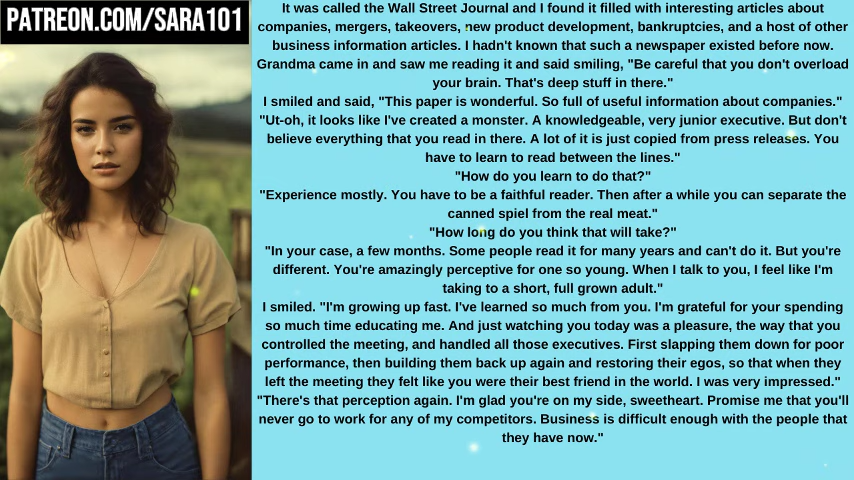 PATREON.COM/SARA101
It was called the Wall Street Journal and I found it filled with interesting articles about
companies, mergers, takeovers, new product development, bankruptcies, and a host of other
business information articles. I hadn't known that such a newspaper existed before now.
Grandma came in and saw me reading it and said smiling, "Be careful that you don't overload
your brain. That's deep stuff in there."
I smiled and said, "This paper is wonderful. So full of useful information about companies."
"Ut-oh, it looks like I've created a monster. A knowledgeable, very junior executive. But don't
believe everything that you read in there. A lot of it is just copied from press releases. You
have to learn to read between the lines."
"How do you learn to do that?"
"Experience mostly. You have to be a faithful reader. Then after a while you can separate the
canned spiel from the real meat."
"How long do you think that will take?"
"In your case, a few months. Some people read it for many years and can't do it. But you're
different. You're amazingly perceptive for one so young. When I talk to you, I feel like I'm
taking to a short, full grown adult."
I smiled. "I'm growing up fast. I've learned so much from you. I'm grateful for your spending
so much time educating me. And just watching you today was a pleasure, the way that you
controlled the meeting, and handled all those executives. First slapping them down for poor
performance, then building them back up again and restoring their egos, so that when they
left the meeting they felt like you were their best friend in the world. I was very impressed."
"There's that perception again. I'm glad you're on my side, sweetheart. Promise me that you'll
never go to work for any of my competitors. Business is difficult enough with the people that
they have now."